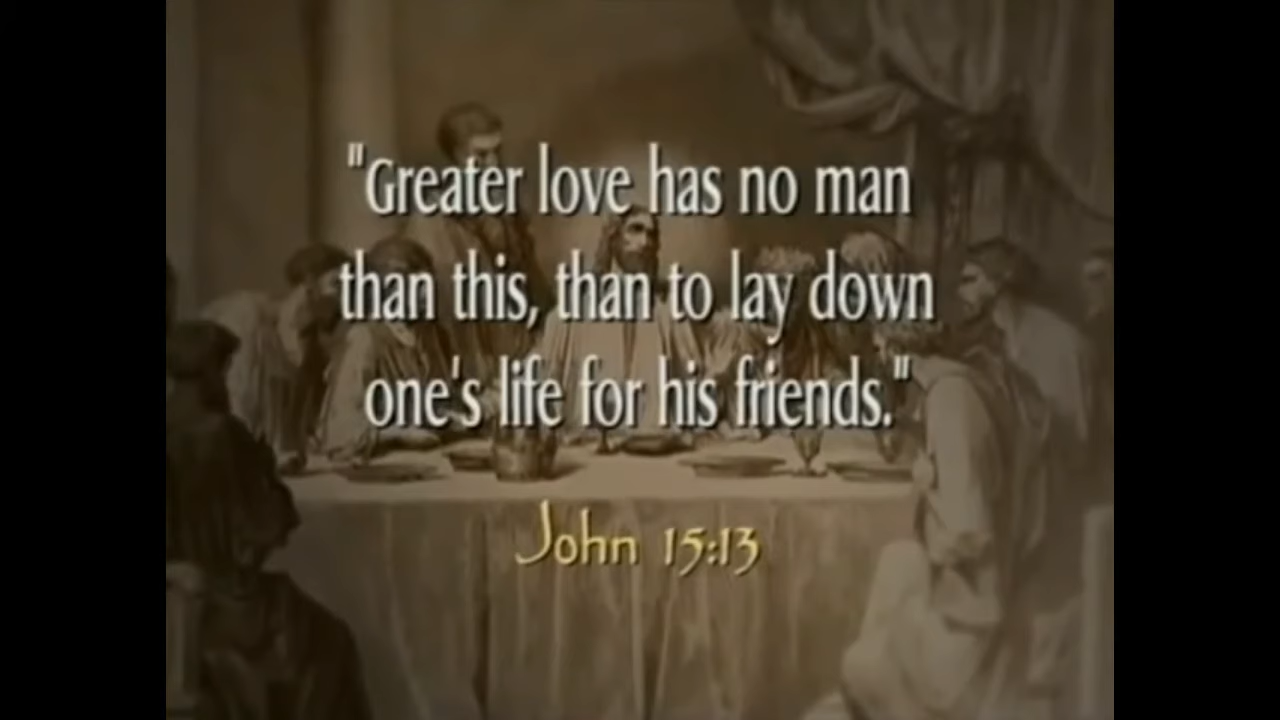 "Greater love has no man
than this, than to lay down
one's life for his friends."
John 15:13